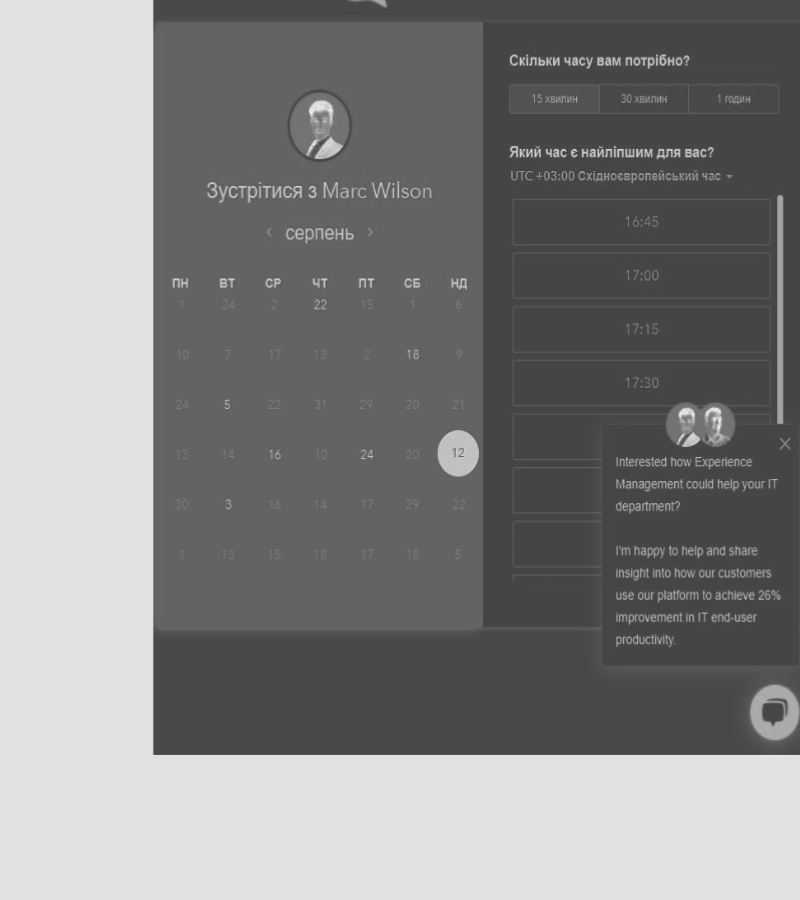 Зустрітися з Marc Wilson
серпень
ПН ВТ СР ЧТ ПТ СБ НД
1 24 2 22 15 1 6
10 7 17 13 2 18 9
24 5 22 31 29 20 21
13 14 16 10 24 20 12
30 3 16 14 17 29 22
1 13 15 18 17 18 5
Скільки часу вам потрібно?
15 хвилин 30 хвилин 1 годин
Який час є найліпшим для вас?
UTC +03:00 Східноєвропейський час
16:45
17:00
17:15
17:30
Interested how Experience
Management could help your IT
department?
I'm happy to help and share
insight into how our customers
use our platform to achieve 26%
improvement in IT end-user
productivity.